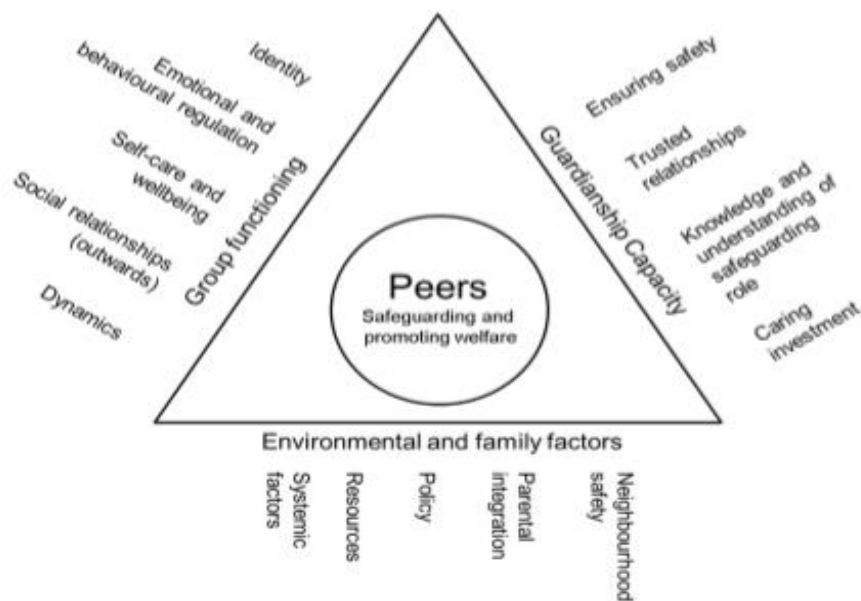 Identity
Emotional and
behavioural regulation
Self-care and
wellbeing
Social relationships
(outwards)
Dynamics
Group functioning
Ensuring safety
Trusted
relationships
Knowledge and
understanding of
safeguarding
role
Caring
investment
Guardianship Capacity
Peers
Safeguarding and
promoting welfare
Environmental and family factors
Systemic
factors
Resources
Policy
Parental
integration
Neighbourhood
safety